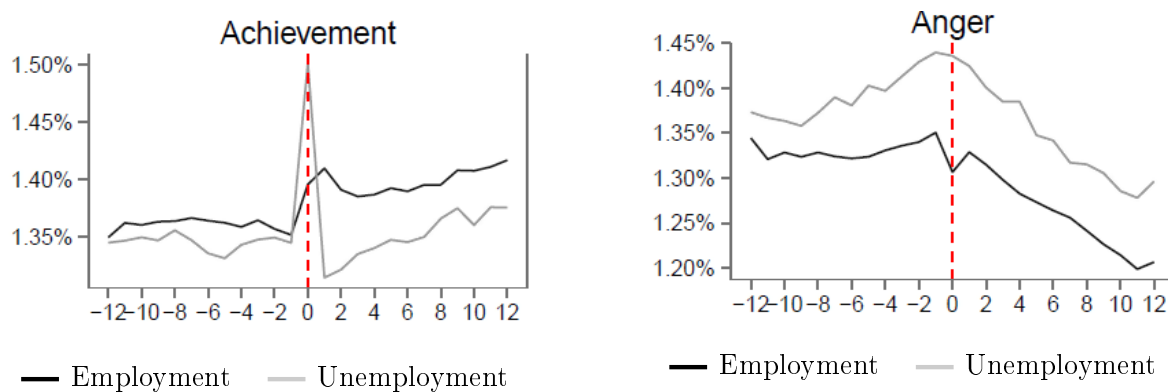 Achievement
1.50%
1.45%
1.40%
1.35%
−12 −10 −8 −6 −4 −2 0 2 4 6 8 10 12
Employment Unemployment
Anger
1.45%
1.40%
1.35%
1.30%
1.25%
1.20%
−12 −10 −8 −6 −4 −2 0 2 4 6 8 10 12
Employment Unemployment